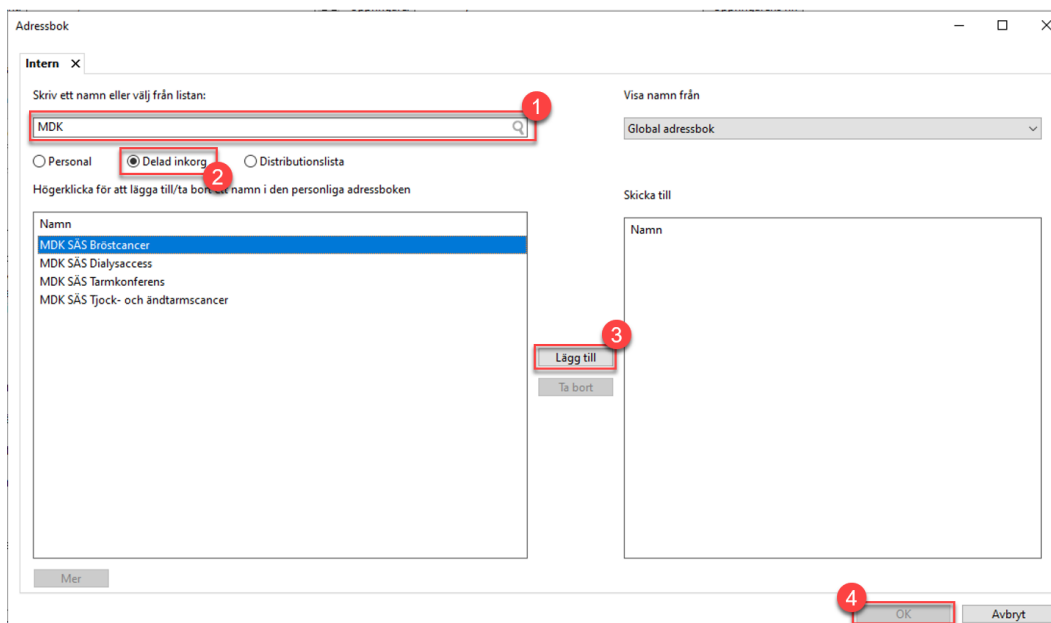 Adressbok
Intern X
Skriv ett namn eller välj från listan:
Visa namn från
1
MDK
Global adressbok
Personal
Delad inkorg
Distributionslista
2
Högerklicka för att lägga till/ta bort namn i den personliga adressboken
Skicka till
Namn
Namn
MDK SÄS Bröstcancer
MDK SÄS Dialysaccess
MDK SÄS Tarmkonferens
MDK SÄS Tjock- och ändtarmscancer
3
Lägg till
Ta bort
Mer
4
OK
Avbryt